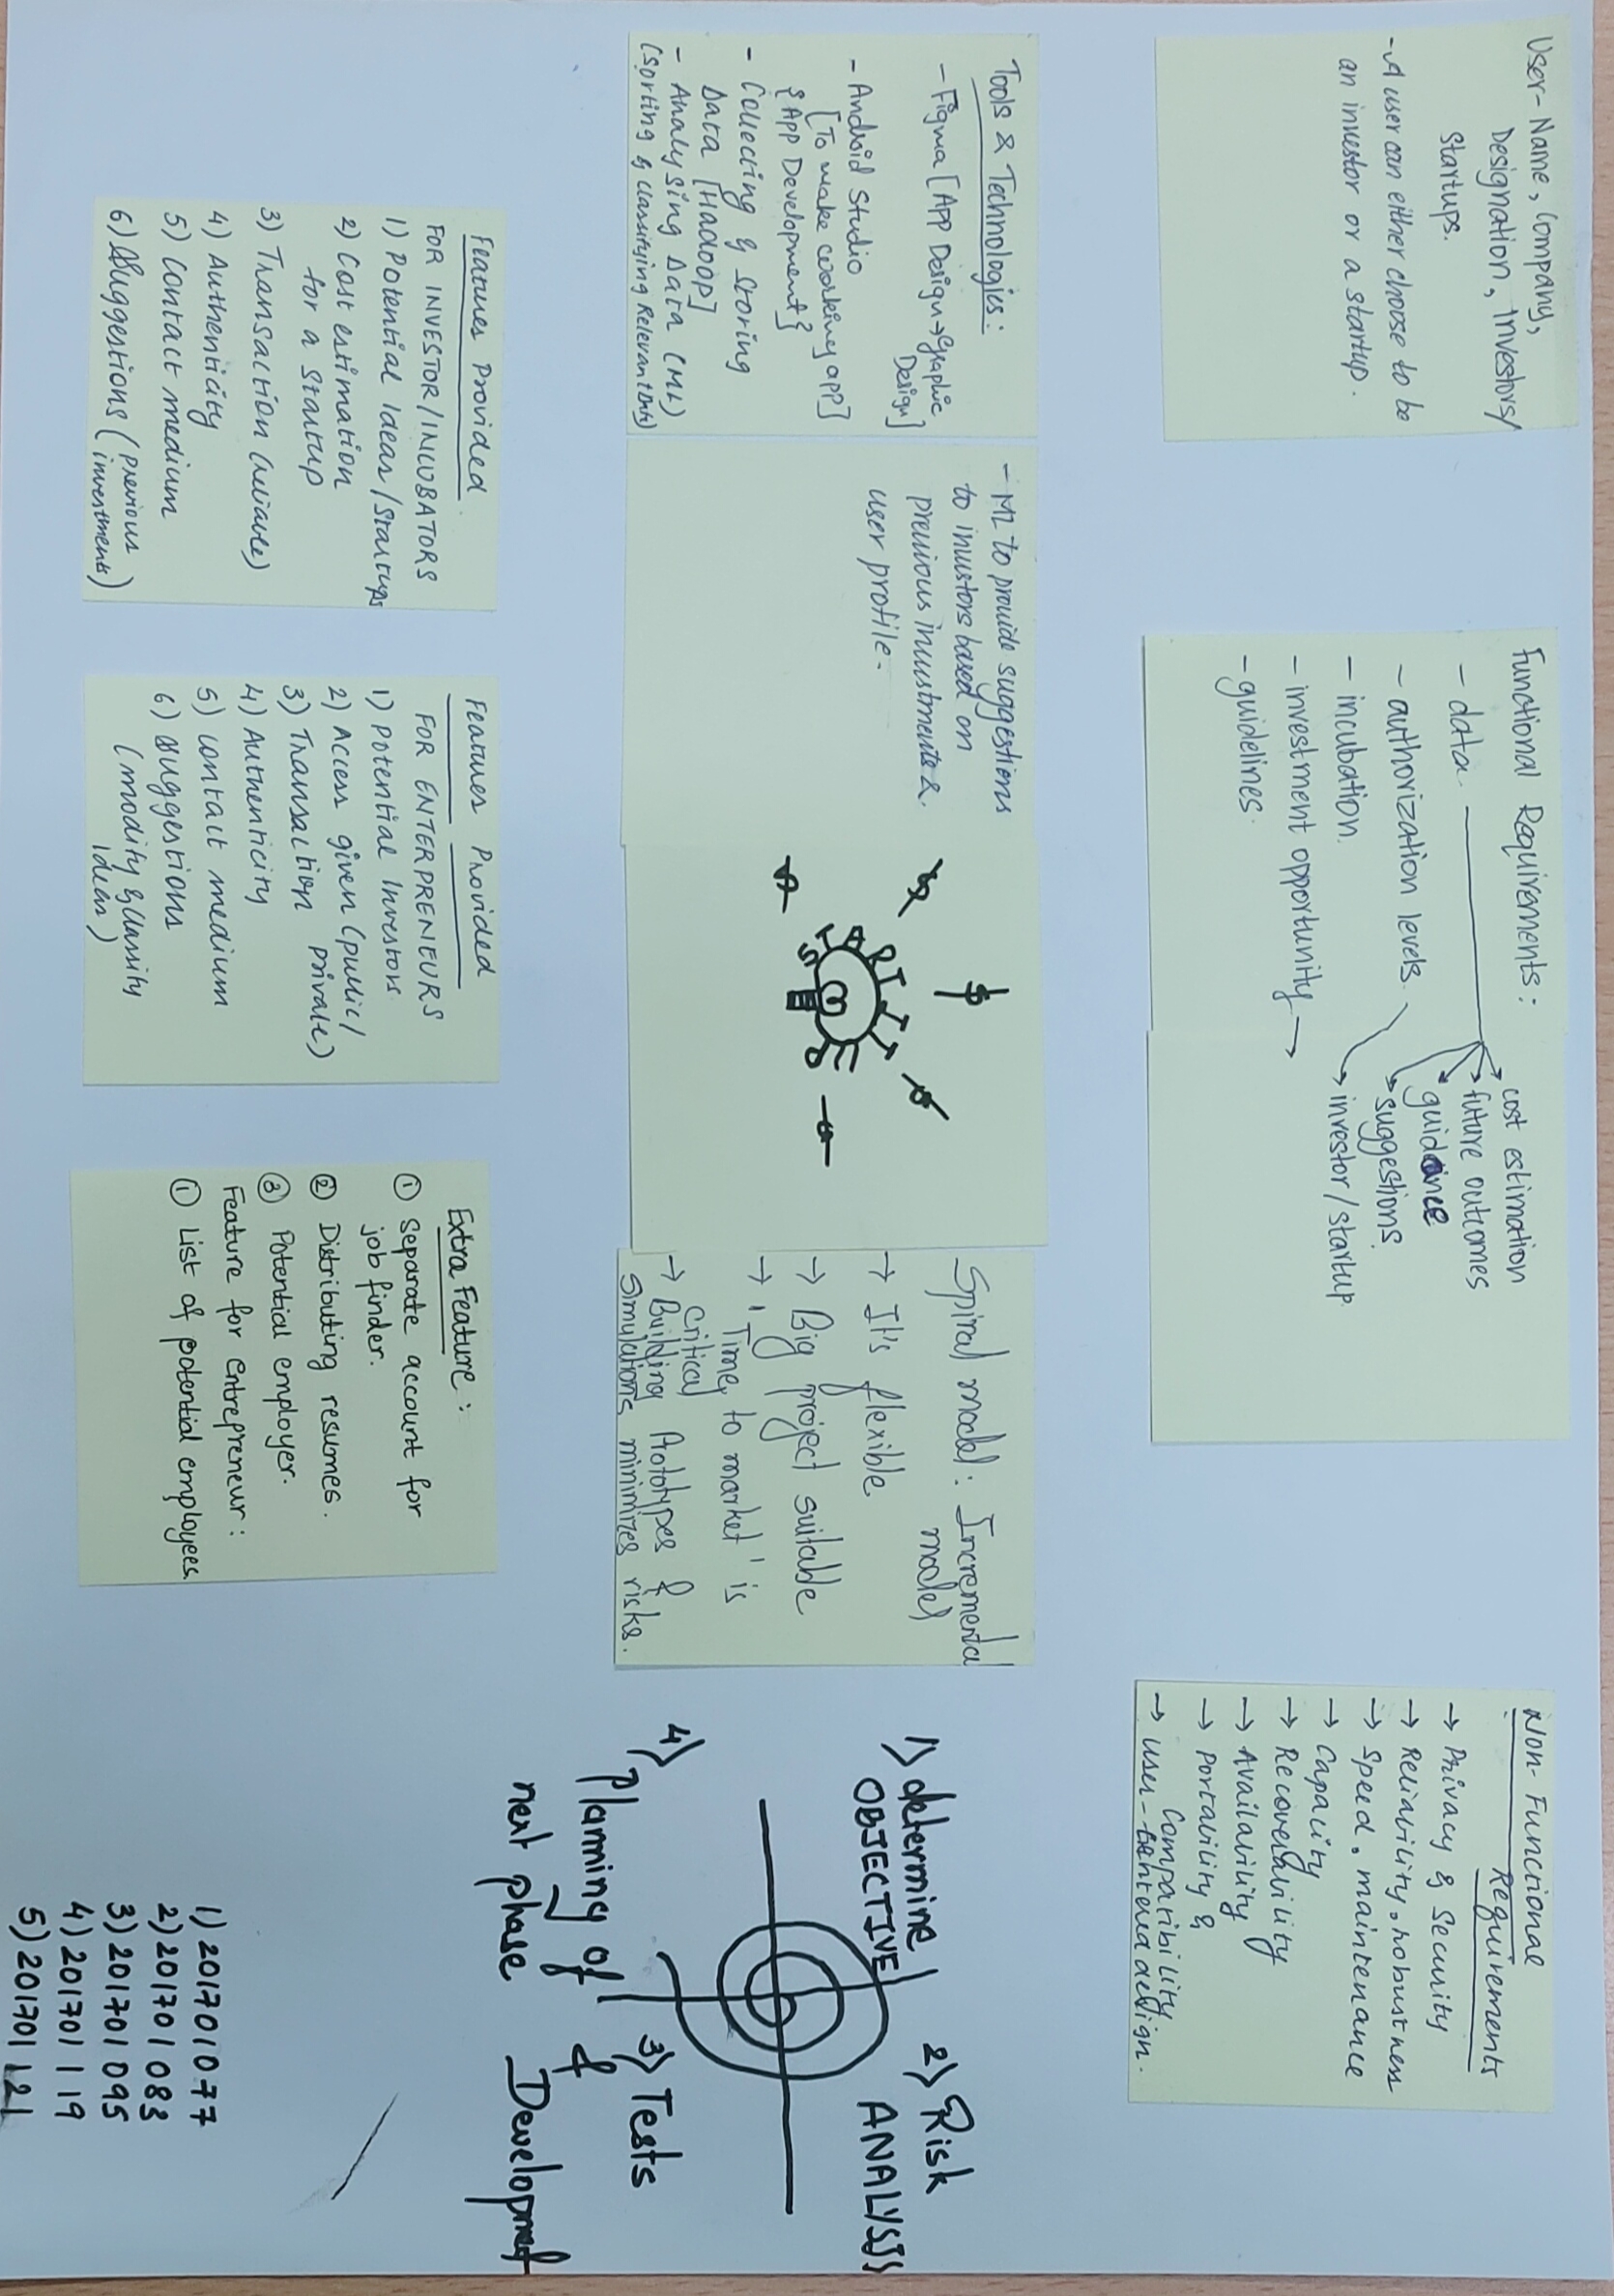 User- Name, Company,
Designation, Investors/
Startups.
- A user can either choose to be
an investor or a startup.
Functional Requirements:
- data
- authorization levels
- incubation.
- investment opportunity →
- guidelines.
cost estimation
future outcomes
guidance
suggestions.
investor/startup.
Non-Functional
Requirements
→ Privacy & Security
→ Reliability, robustness
→ Speed, maintenance
→ Capacity
→ Recoverability
→ Availability
→ Portability &
Compatibility
→ User-centered design.
Tools & Technologies:
- Figma [App Design → Graphic
Design]
- Android Studio
[To make working app]
{App Development}
- Collecting & Storing
Data [Hadoop]
- Analysing Data (ML)
(Sorting & Classifying Relevant Data)
- ML to provide suggestions
to investors based on
previous investments &
user profile-
STARTIT
UP
Spiral model: Incremental
model
→ It's flexible
→ Big project suitable
→ 'Time to market' is
Critical
→ Building Prototypes &
Simulations minimizes risks.
1) determine
OBJECTIVE
2) Risk
ANALYSIS
4)
Planning of
next phase
3) Tests
&
Development
Features Provided
FOR INVESTOR/INCUBATORS
1) Potential Ideas/Startups
2) Cost estimation
for a Startup
3) Transaction
4) Authenticity
5) Contact medium
6) Suggestions (previous
investments)
Features Provided
FOR ENTERPRENEURS
1) Potential Investors
2) Access given (public/
private)
3) Transaction
4) Authenticity
5) Contact medium
6) Suggestions
(modify & classify
Ideas)
Extra Feature:
① Separate account for
job finder.
② Distributing resumes.
③ Potential employer.
Feature for entrepreneur:
① List of potential employees
1) 201701077
2) 201701083
3) 201701095
4) 201701119
5) 201701121